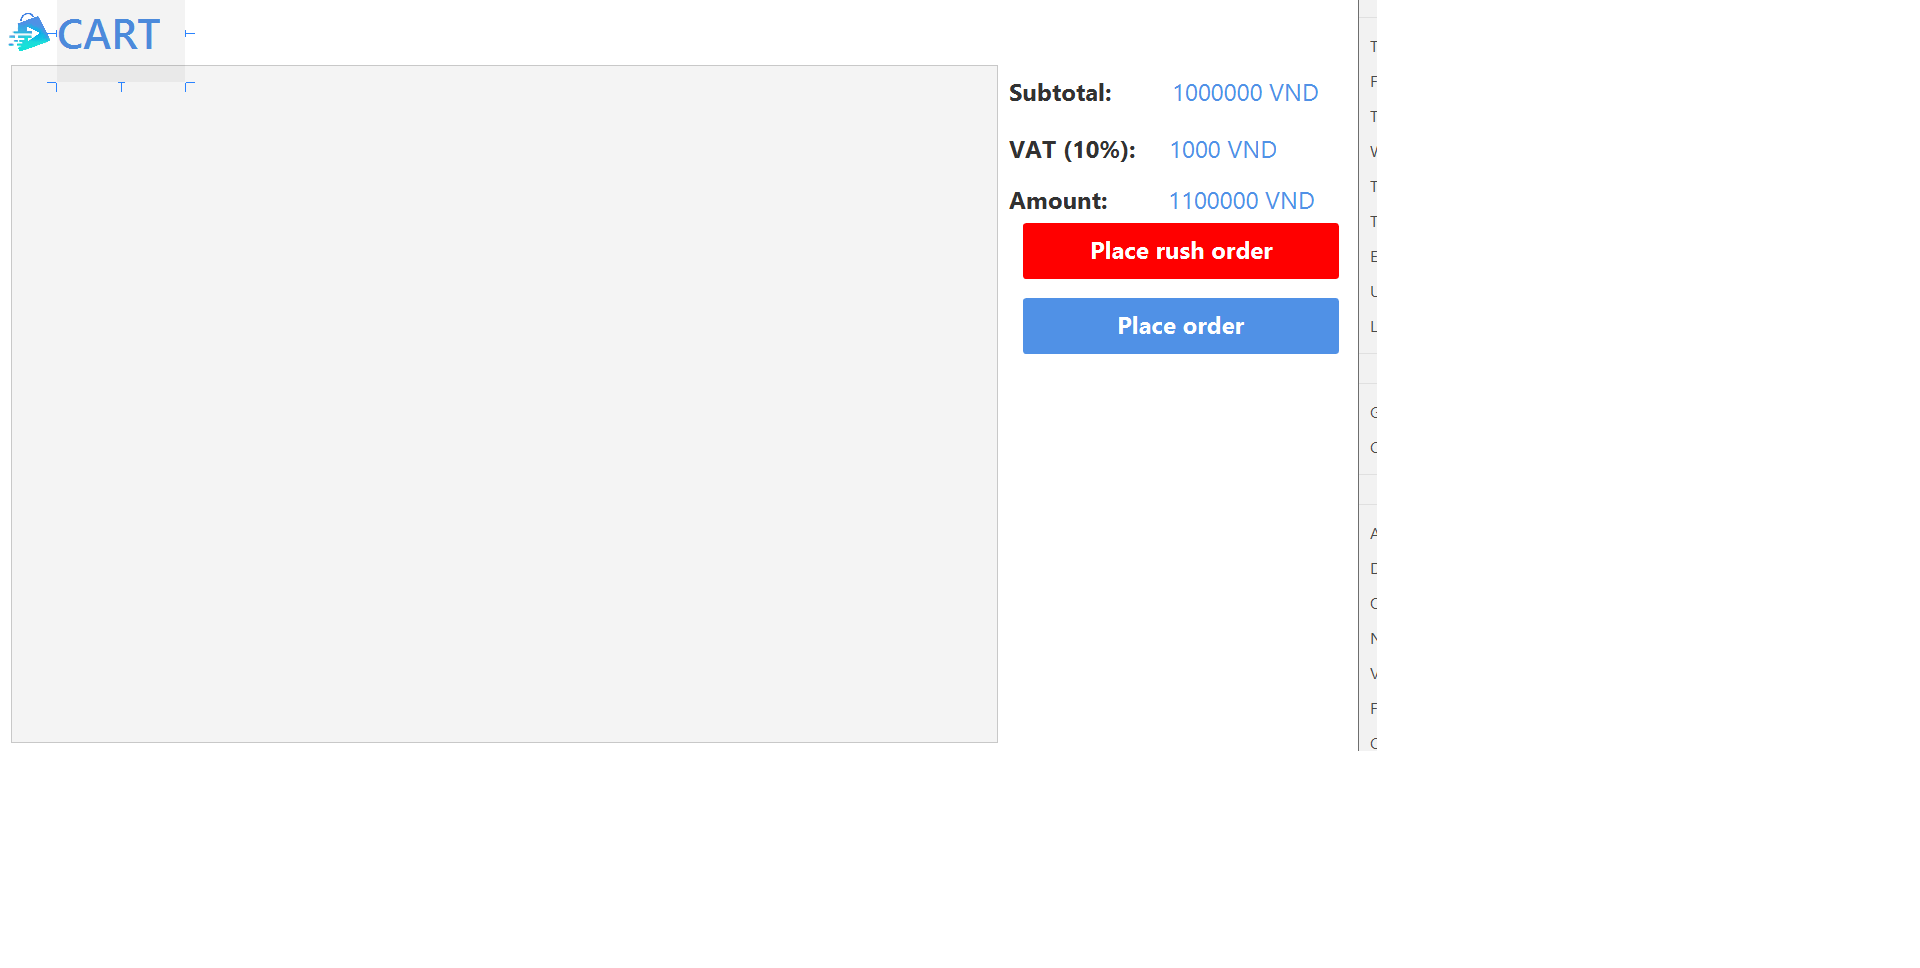 CART
Subtotal: 1000000 VND
VAT (10%): 1000 VND
Amount: 1100000 VND
Place rush order
Place order